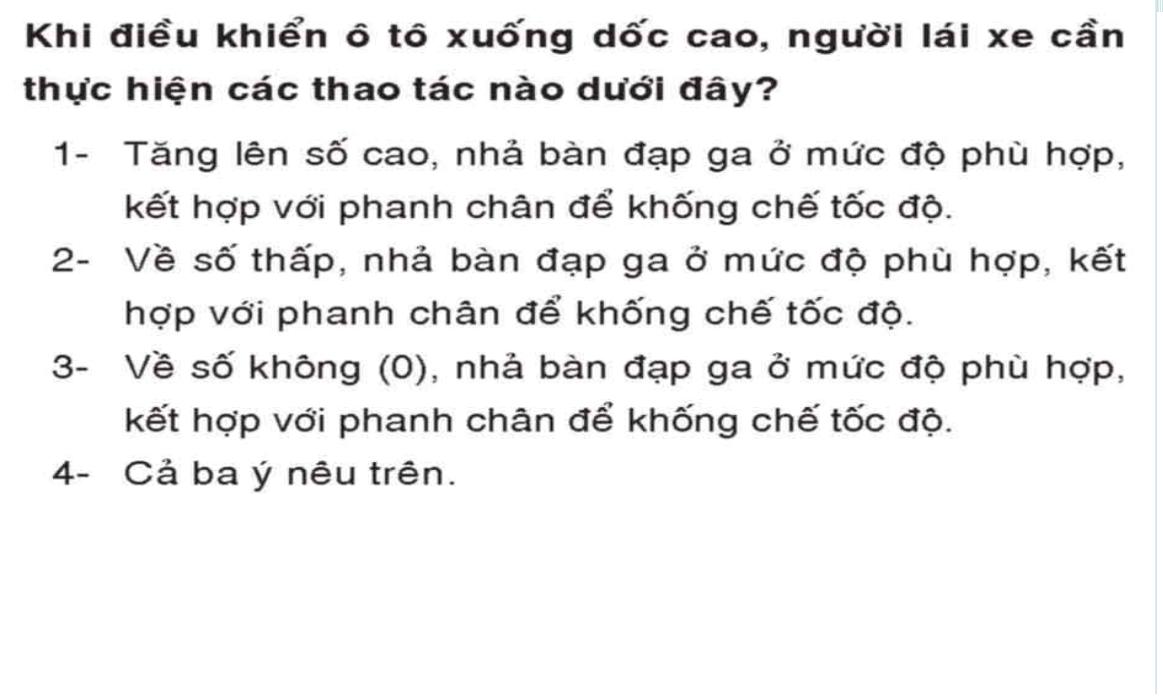 Khi điều khiển ô tô xuống dốc cao, người lái xe cần
thực hiện các thao tác nào dưới đây?
1- Tăng lên số cao, nhả bàn đạp ga ở mức độ phù hợp,
kết hợp với phanh chân để khống chế tốc độ.
2- Về số thấp, nhả bàn đạp ga ở mức độ phù hợp, kết
hợp với phanh chân để khống chế tốc độ.
3- Về số không (0), nhả bàn đạp ga ở mức độ phù hợp,
kết hợp với phanh chân để khống chế tốc độ.
4- Cả ba ý nêu trên.